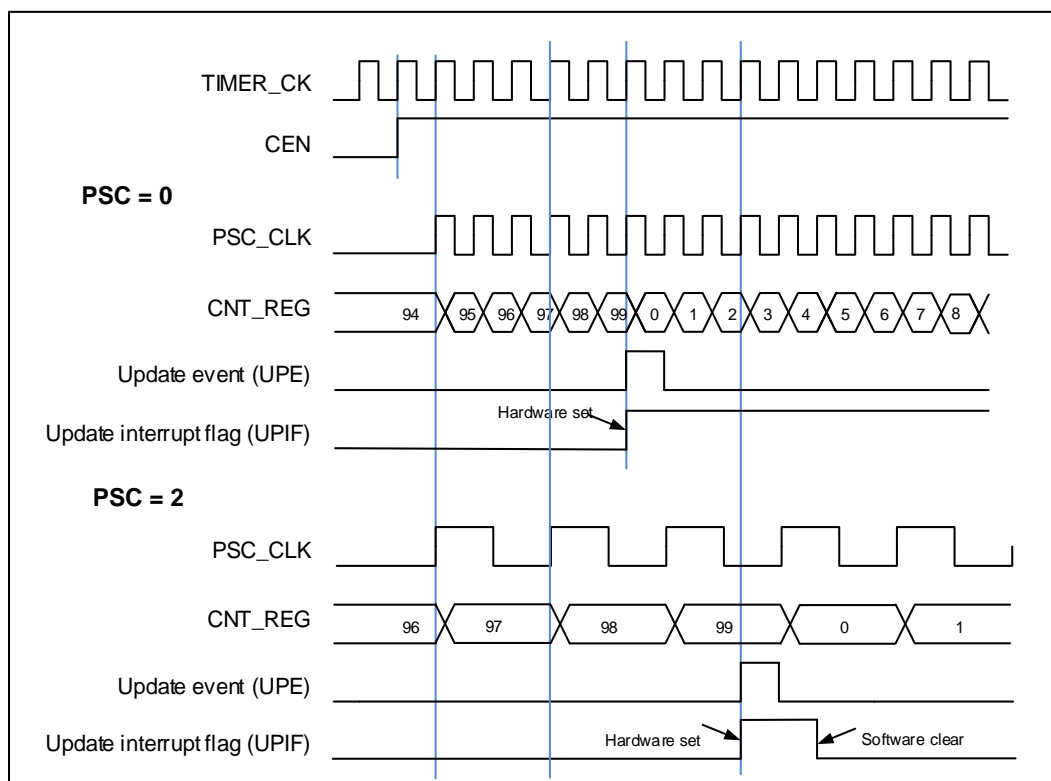 TIMER_CK
CEN
PSC = 0
PSC_CLK
CNT_REG 94 95 96 97 98 99 0 1 2 3 4 5 6 7 8
Update event (UPE)
Hardware set
Update interrupt flag (UPIF)
PSC = 2
PSC_CLK
CNT_REG 96 97 98 99 0 1
Update event (UPE)
Update interrupt flag (UPIF) Hardware set Software clear